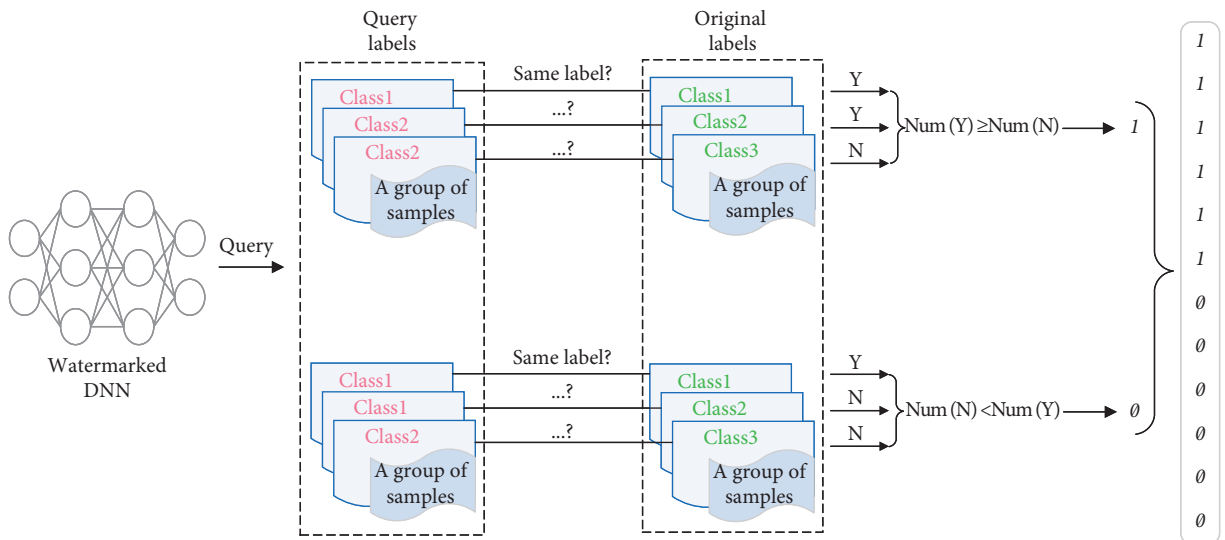 Query
labels
Original
labels
Same label?
...?
...?
Class1
Class2
Class2
A group of
samples
Class1
Class2
Class3
A group of
samples
Y
Y
N
Num (Y) ≥Num (N)
1
Watermarked
DNN
Query
Same label?
...?
...?
Class1
Class1
Class2
A group of
samples
Class1
Class2
Class3
A group of
samples
Y
N
N
Num (N) <Num (Y)
0
1
1
1
1
1
1
0
0
0
0
0
0